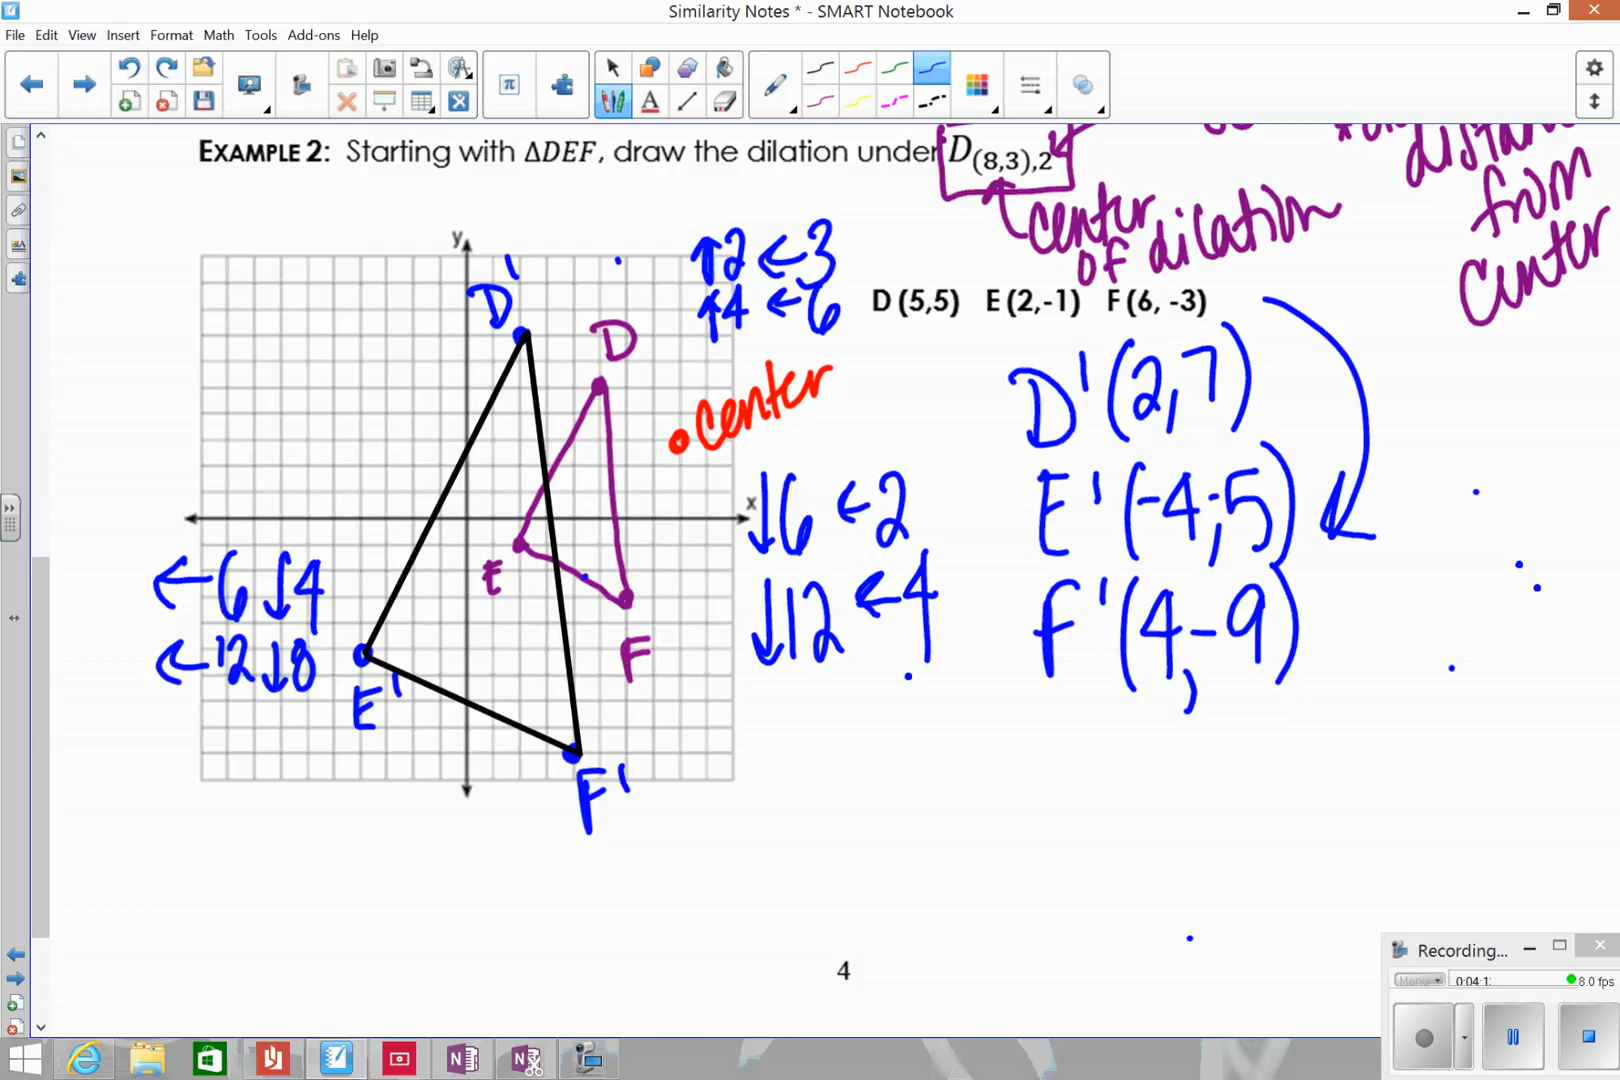 Similarity Notes * - SMART Notebook
File Edit View Insert Format Math Tools Add-ons Help
π
A
EXAMPLE 2: Starting with ΔDEF, draw the dilation under D(8,3),2
distan
from
center
center
of dilation
y
D'
↑2 ←3
↑4 ←6
D (5,5) E (2,-1) F (6, -3)
D
D' (2,7)
center
x
↓6 ←2
E' (-4,-5)
E
←6 ↓4
↓12 ←4
F' (4,-9)
F
←12 ↓8
E'
F'
4
Recording...
Menu
0:04:1
8.0 fps